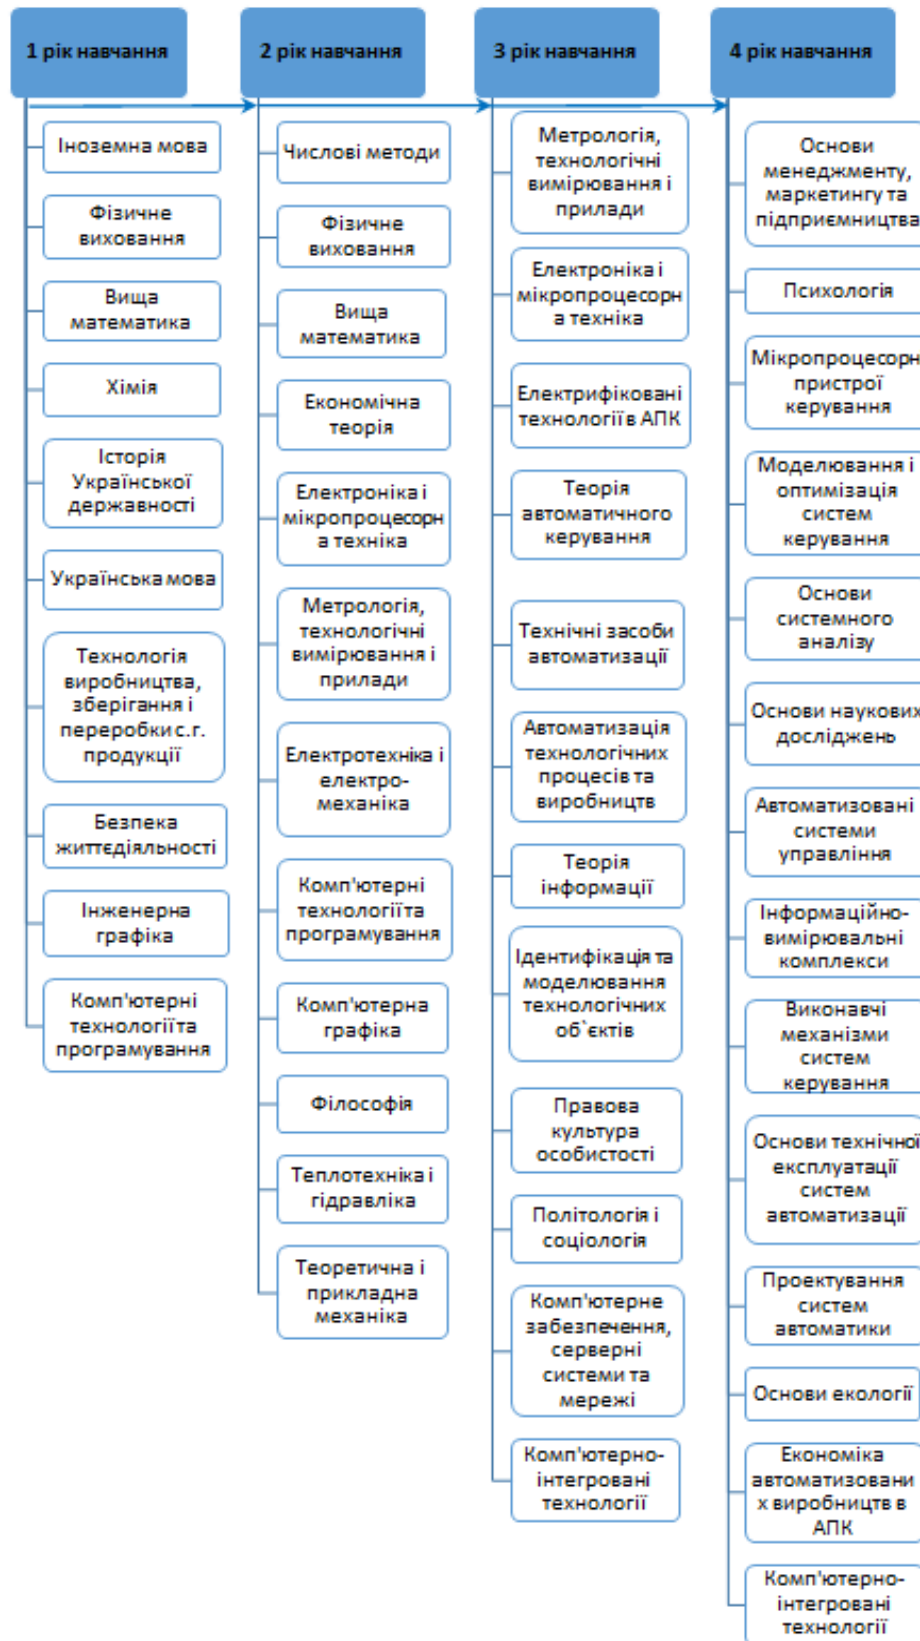 1 рік навчання
2 рік навчання
3 рік навчання
4 рік навчання
Іноземна мова
Фізичне
виховання
Вища
математика
Хімія
Історія
Української
державності
Українська мова
Технологія
виробництва,
зберігання і
переробки с.г.
продукції
Безпека
життєдіяльності
Інженерна
графіка
Комп'ютерні
технології та
програмування
Числові методи
Фізичне
виховання
Вища
математика
Економічна
теорія
Електроніка і
мікропроцесорн
а техніка
Метрологія,
технологічні
вимірювання і
прилади
Електротехніка і
електро-
механіка
Комп'ютерні
технології та
програмування
Комп'ютерна
графіка
Філософія
Теплотехніка і
гідравліка
Теоретична і
прикладна
механіка
Метрологія,
технологічні
вимірювання і
прилади
Електроніка і
мікропроцесорн
а техніка
Електрифіковані
технології в АПК
Теорія
автоматичного
керування
Технічні засоби
автоматизації
Автоматизація
технологічних
процесів та
виробництв
Теорія
інформації
Ідентифікація та
моделювання
технологічних
об`єктів
Правова
культура
особистості
Політологія і
соціологія
Комп'ютерне
забезпечення,
серверні
системи та
мережі
Комп'ютерно-
інтегровані
технології
Основи
менеджменту,
маркетингу та
підприємництва
Психологія
Мікропроцесорн
пристрої
керування
Моделювання і
оптимізація
систем
керування
Основи
системного
аналізу
Основи наукових
досліджень
Автоматизовані
системи
управління
Інформаційно-
вимірювальні
комплекси
Виконавчі
механізми
систем
керування
Основи технічної
експлуатації
систем
автоматизації
Проектування
систем
автоматики
Основи екології
Економіка
автоматизовани
х виробництв в
АПК
Комп'ютерно-
інтегровані
технології